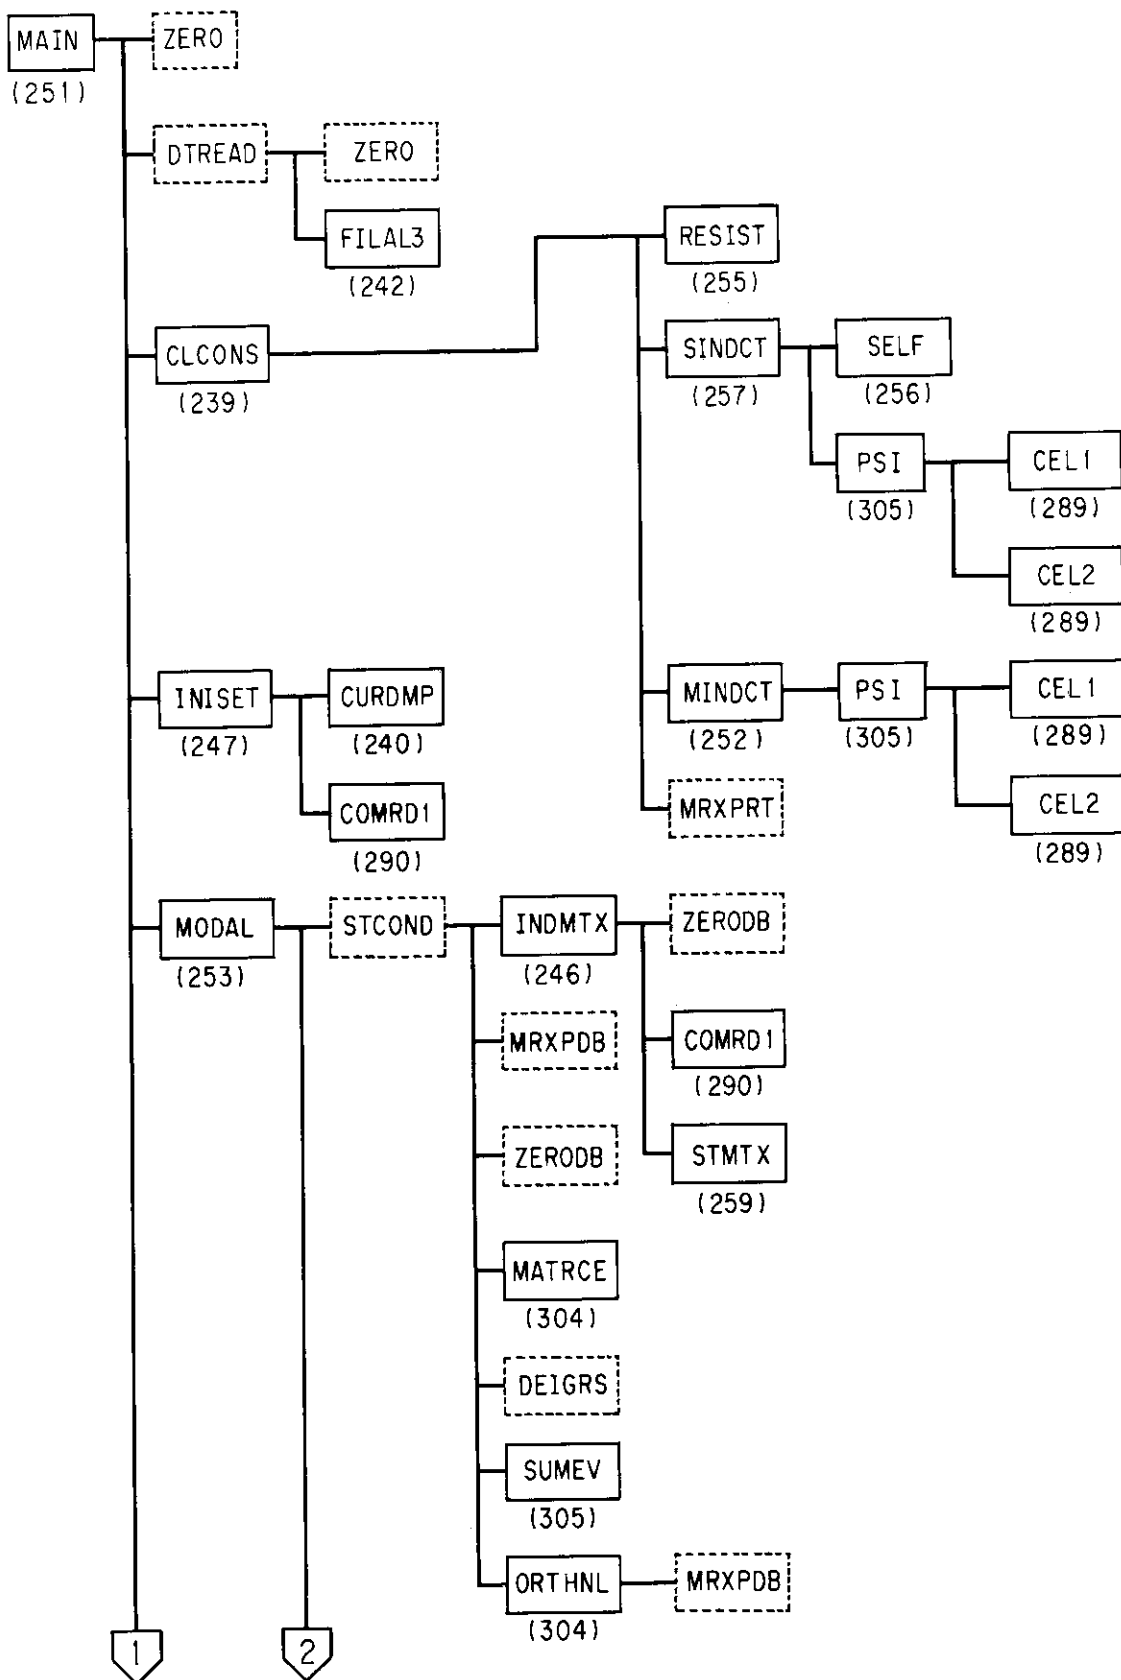 MAIN ZERO
(251)
DTREAD ZERO
FILAL3 RESIST
(242) (255)
CLCONS SINDCT SELF
(239) (257) (256)
PSI CEL1
(305) (289)
CEL2
(289)
INISET CURDMP MINDCT PSI CEL1
(247) (240) (252) (305) (289)
COMRD1 MRXPRT CEL2
(290) (289)
MODAL STCOND INDMTX ZERODB
(253) (246)
MRXPDB COMRD1
(290)
ZERODB STMTX
(259)
MATRCE
(304)
DEIGRS
SUMEV
(305)
ORTHNL MRXPDB
(304)
1 2